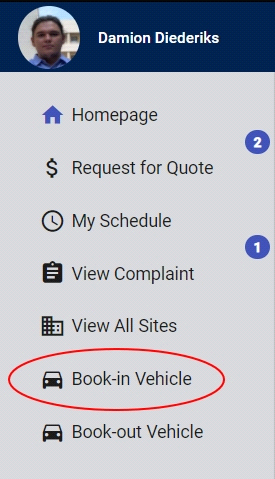 Damion Diederiks
Homepage
2
Request for Quote
My Schedule
1
View Complaint
View All Sites
Book-in Vehicle
Book-out Vehicle